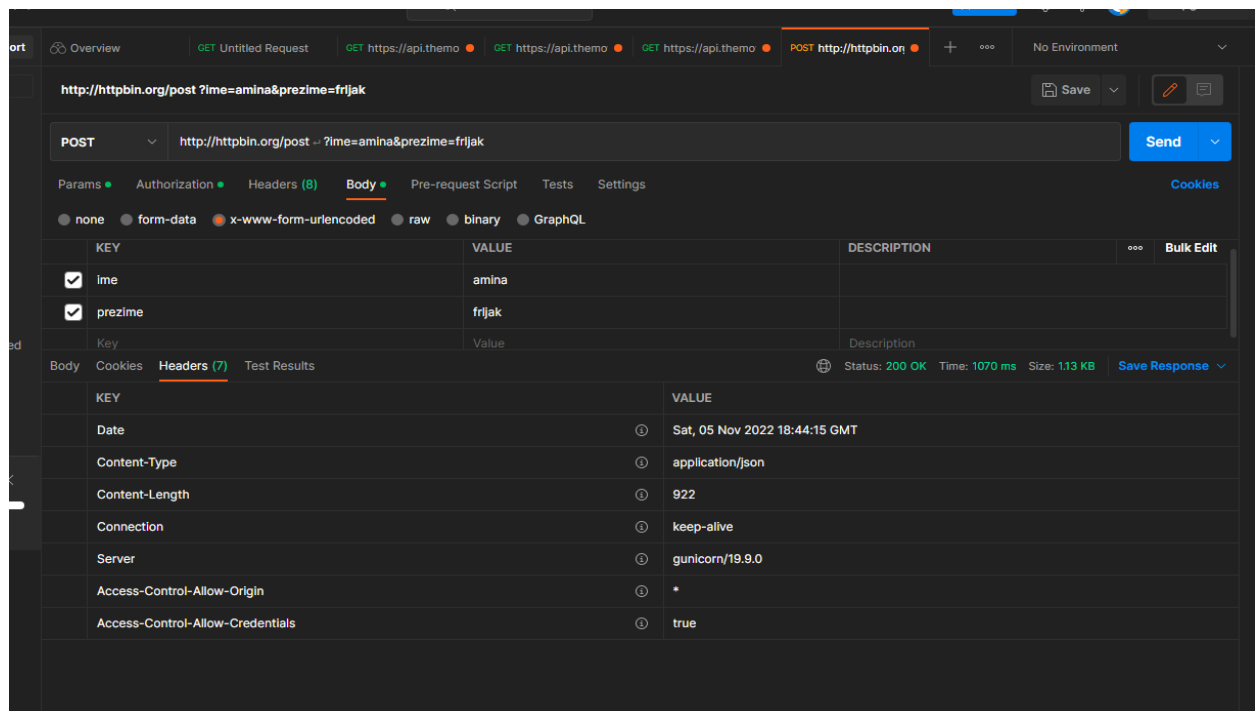 ort Overview GET Untitled Request GET https://api.themo GET https://api.themo GET https://api.themo POST http://httpbin.org No Environment
http://httpbin.org/post ?ime=amina&prezime=frljak Save
POST http://httpbin.org/post ↵ ?ime=amina&prezime=frljak Send
Params Authorization Headers (8) Body Pre-request Script Tests Settings Cookies
none form-data x-www-form-urlencoded raw binary GraphQL
KEY VALUE DESCRIPTION Bulk Edit
ime amina
prezime frljak
ed Key Value Description
Body Cookies Headers (7) Test Results Status: 200 OK Time: 1070 ms Size: 1.13 KB Save Response
KEY VALUE
Date Sat, 05 Nov 2022 18:44:15 GMT
Content-Type application/json
Content-Length 922
Connection keep-alive
Server gunicorn/19.9.0
Access-Control-Allow-Origin *
Access-Control-Allow-Credentials true